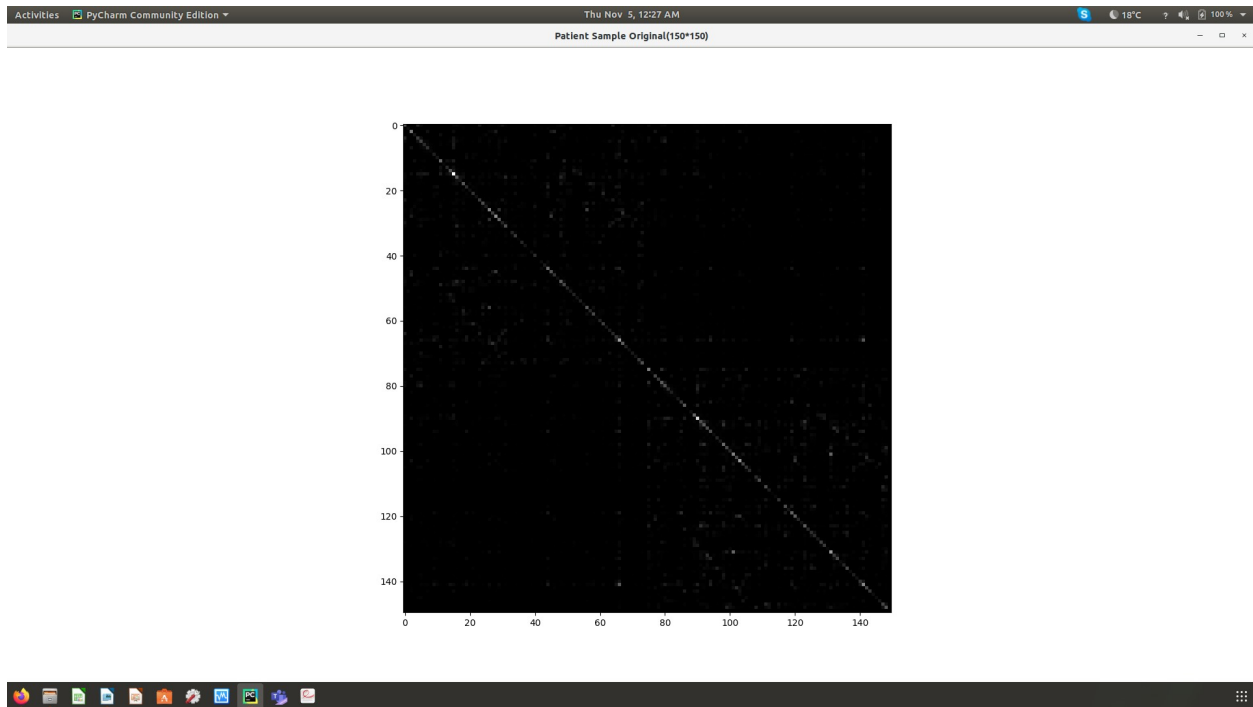 Activities PyCharm Community Edition Thu Nov 5, 12:27 AM S 18°C ? 100 %
Patient Sample Original(150*150)
0
20
40
60
80
100
120
140
0 20 40 60 80 100 120 140